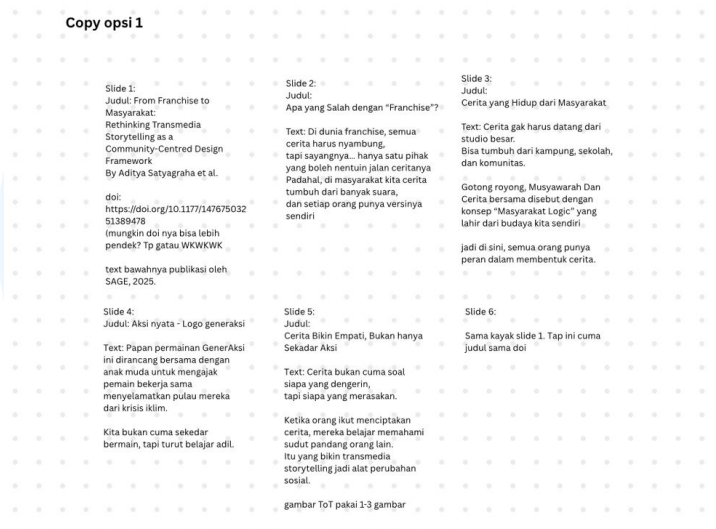 Copy opsi 1
Slide 1:
Judul: From Franchise to
Masyarakat:
Rethinking Transmedia
Storytelling as a
Community-Centred Design
Framework
By Aditya Satyagraha et al.
doi:
https://doi.org/10.1177/147675032
51389478
(mungkin doi nya bisa lebih
pendek? Tp gatau WKWKWK
text bawahnya publikasi oleh
SAGE, 2025.
Slide 2:
Judul:
Apa yang Salah dengan “Franchise”?
Text: Di dunia franchise, semua
cerita harus nyambung,
tapi sayangnya... hanya satu pihak
yang boleh nentuin jalan ceritanya
Padahal, di masyarakat kita cerita
tumbuh dari banyak suara,
dan setiap orang punya versinya
sendiri
Slide 3:
Judul:
Cerita yang Hidup dari Masyarakat
Text: Cerita gak harus datang dari
studio besar.
Bisa tumbuh dari kampung, sekolah,
dan komunitas.
Gotong royong, Musyawarah Dan
Cerita bersama disebut dengan
konsep “Masyarakat Logic” yang
lahir dari budaya kita sendiri
jadi di sini, semua orang punya
peran dalam membentuk cerita.
Slide 4:
Judul: Aksi nyata - Logo generaksi
Text: Papan permainan GenerAksi
ini dirancang bersama dengan
anak muda untuk mengajak
pemain bekerja sama
menyelamatkan pulau mereka
dari krisis iklim.
Kita bukan cuma sekedar
bermain, tapi turut belajar adil.
Slide 5:
Judul:
Cerita Bikin Empati, Bukan hanya
Sekadar Aksi
Text: Cerita bukan cuma soal
siapa yang dengerin,
tapi siapa yang merasakan.
Ketika orang ikut menciptakan
cerita, mereka belajar memahami
sudut pandang orang lain.
Itu yang bikin transmedia
storytelling jadi alat perubahan
sosial.
gambar ToT pakai 1-3 gambar
Slide 6:
Sama kayak slide 1. Tapi ini cuma
judul sama doi